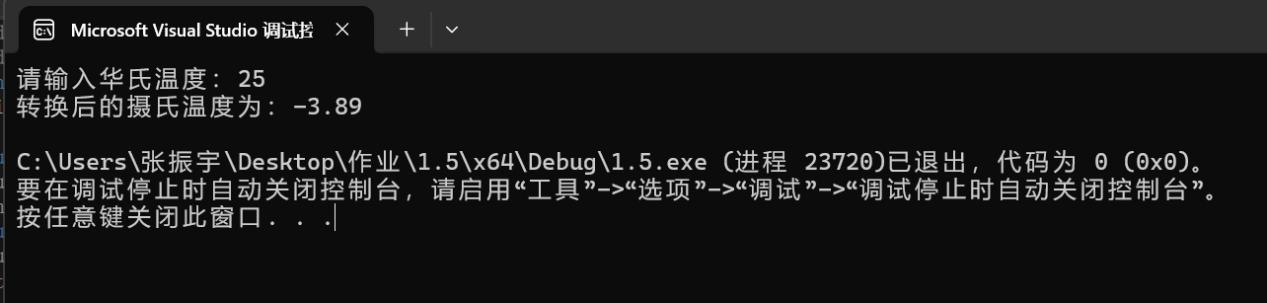 Microsoft Visual Studio 调试控
请输入华氏温度：25
转换后的摄氏温度为：-3.89
C:\Users\张振宇\Desktop\作业\1.5\x64\Debug\1.5.exe (进程 23720)已退出，代码为 0 (0x0)。
要在调试停止时自动关闭控制台，请启用“工具”->“选项”->“调试”->“调试停止时自动关闭控制台”。
按任意键关闭此窗口. . .